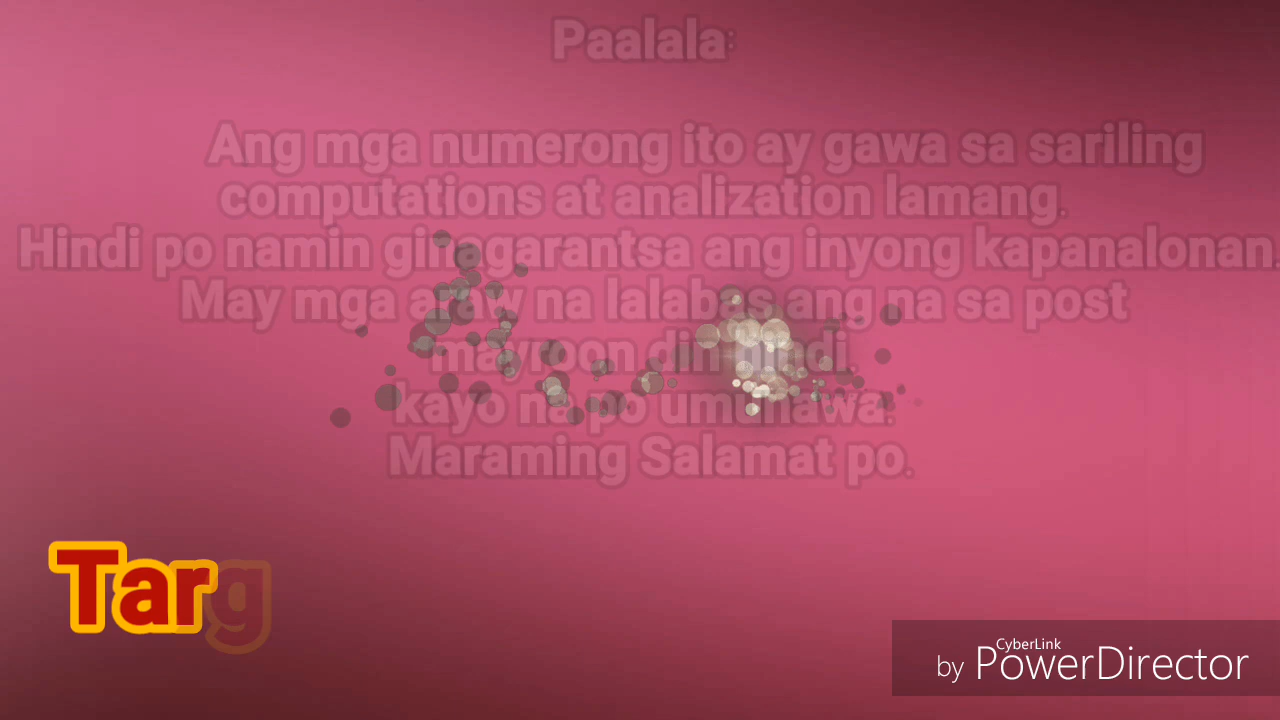 Paalala:
Ang mga numerong ito ay gawa sa sariling
computations at analization lamang.
Hindi po namin ginagarantsa ang inyong kapanalonan.
May mga araw na lalabas ang na sa post
mayroon din
kayo na po
Maraming Salamat po.
Targ
CyberLink
by PowerDirector